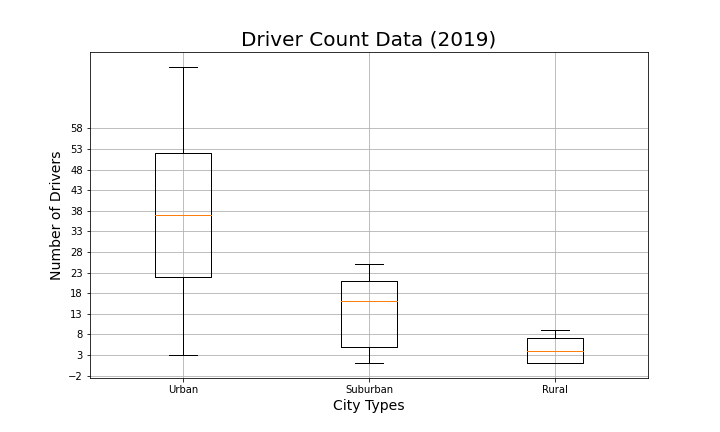 Driver Count Data (2019)
Number of Drivers
58
53
48
43
38
33
28
23
18
13
8
3
−2
Urban
Suburban
Rural
City Types